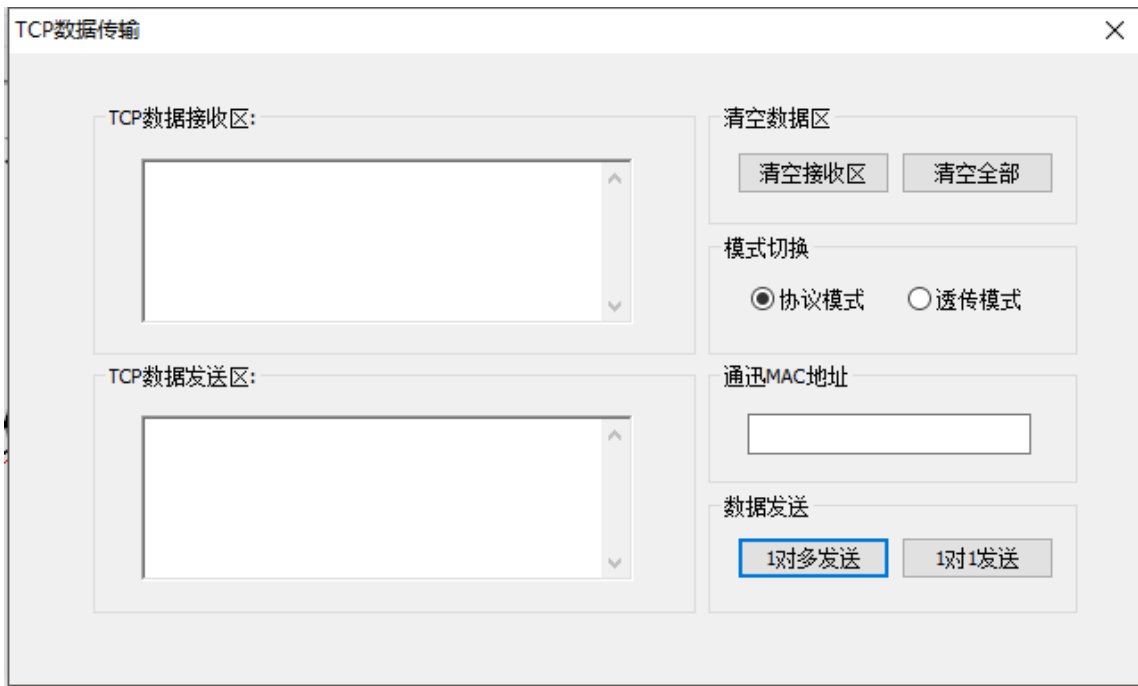 TCP数据传输
TCP数据接收区:
清空数据区
清空接收区
清空全部
模式切换
协议模式
透传模式
TCP数据发送区:
通迅MAC地址
数据发送
1对多发送
1对1发送